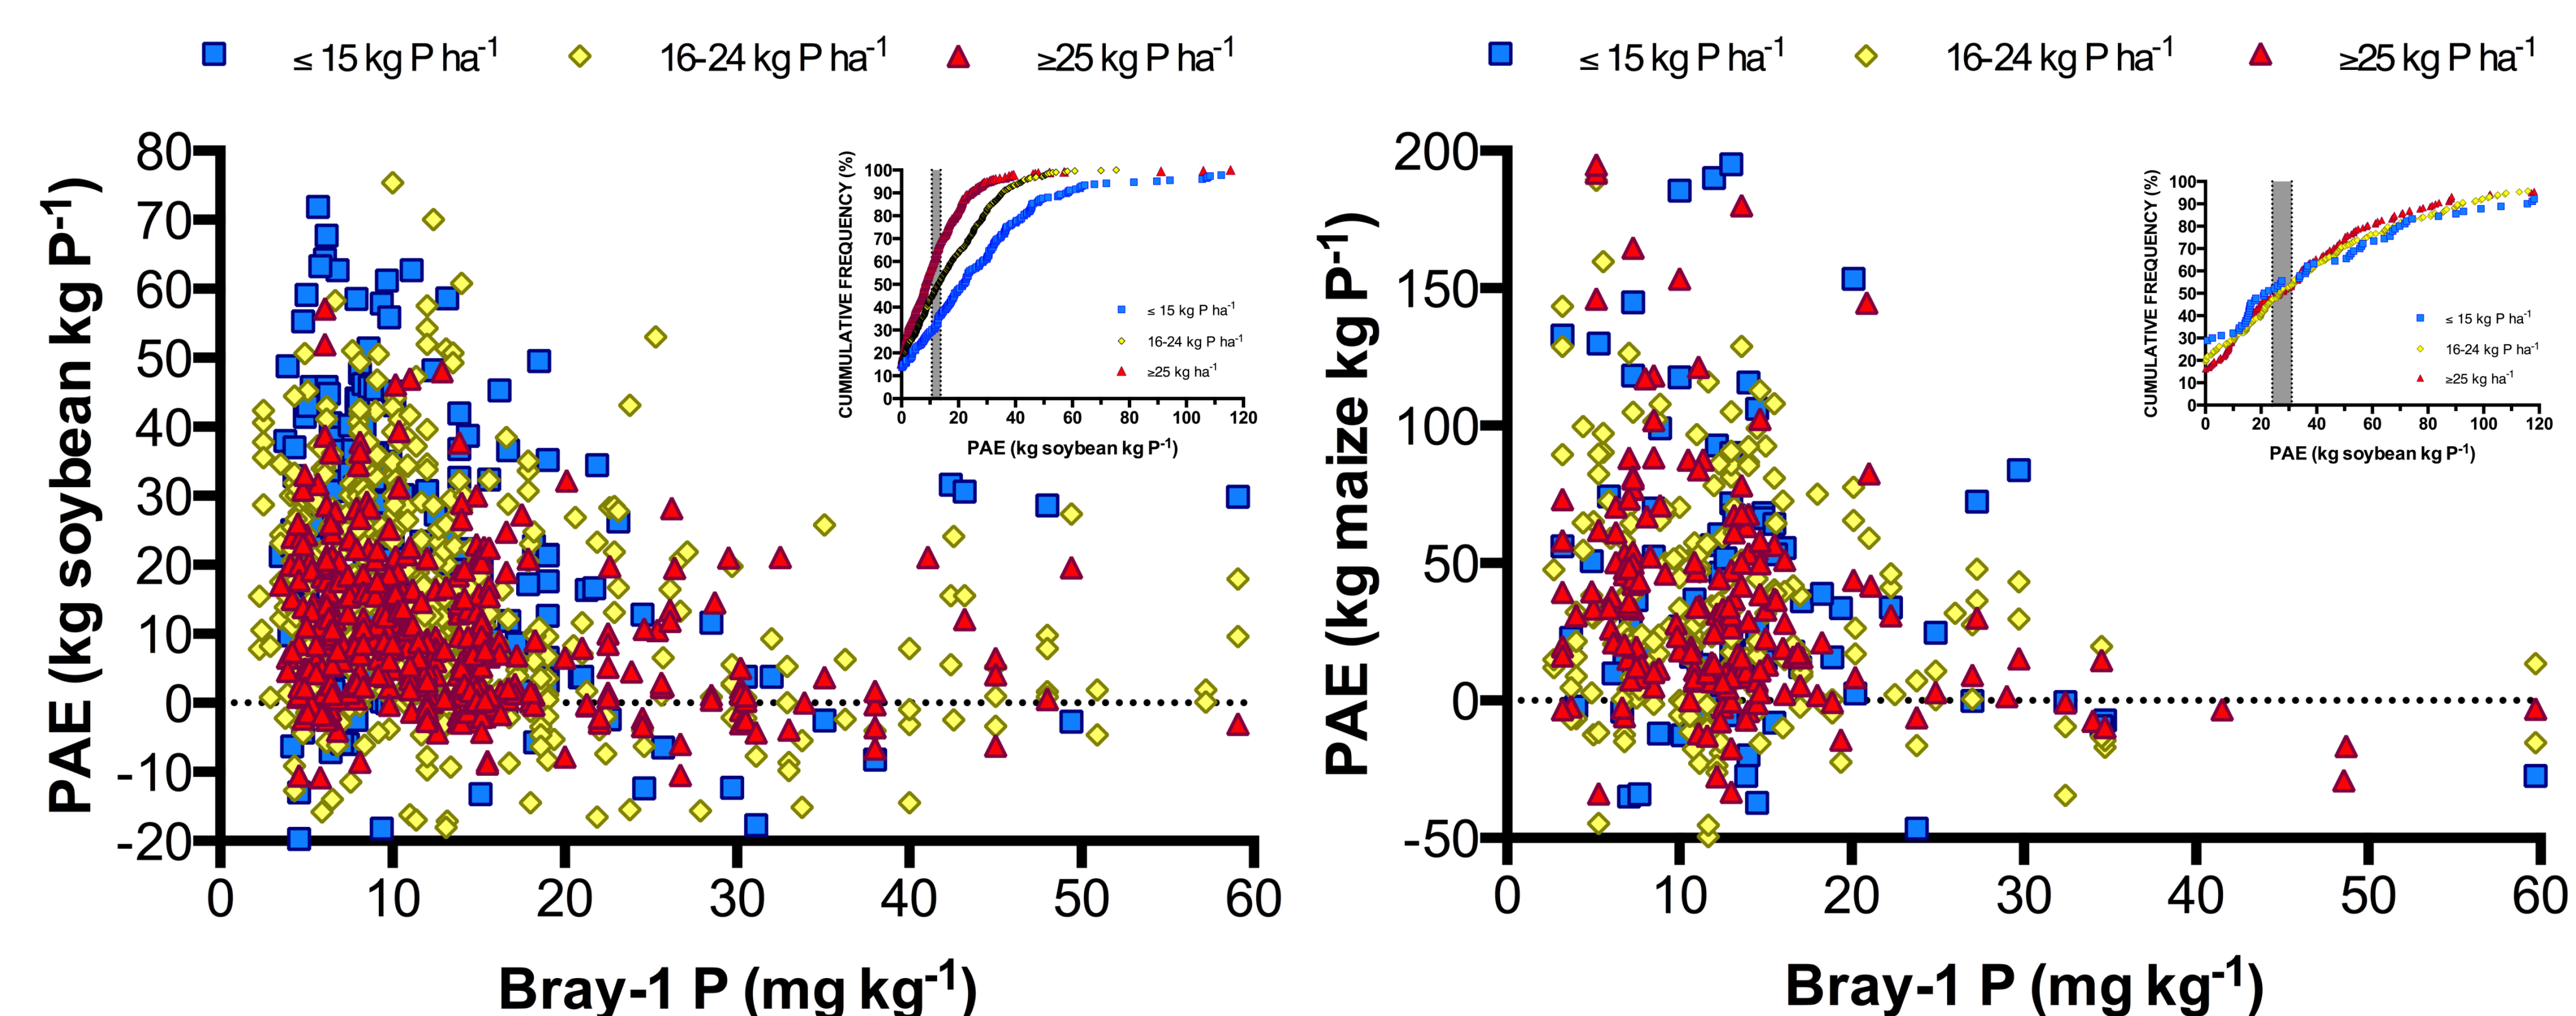 ≤ 15 kg P ha⁻¹ 16-24 kg P ha⁻¹ ≥25 kg P ha⁻¹
PAE (kg soybean kg P⁻¹)
80
70
60
50
40
30
20
10
0
-10
-20
0 10 20 30 40 50 60
Bray-1 P (mg kg⁻¹)
CUMMULATIVE FREQUENCY (%)
100
90
80
70
60
50
40
30
20
10
0
≤ 15 kg P ha⁻¹
16-24 kg P ha⁻¹
≥25 kg ha⁻¹
0 20 40 60 80 100 120
PAE (kg soybean kg P⁻¹)
≤ 15 kg P ha⁻¹ 16-24 kg P ha⁻¹ ≥25 kg P ha⁻¹
PAE (kg maize kg P⁻¹)
200
150
100
50
0
-50
0 10 20 30 40 50 60
Bray-1 P (mg kg⁻¹)
CUMULATIVE FREQUENCY (%)
100
90
80
70
60
50
40
30
20
10
0
≤ 15 kg P ha⁻¹
16-24 kg P ha⁻¹
≥25 kg ha⁻¹
0 20 40 60 80 100 120
PAE (kg soybean kg P⁻¹)